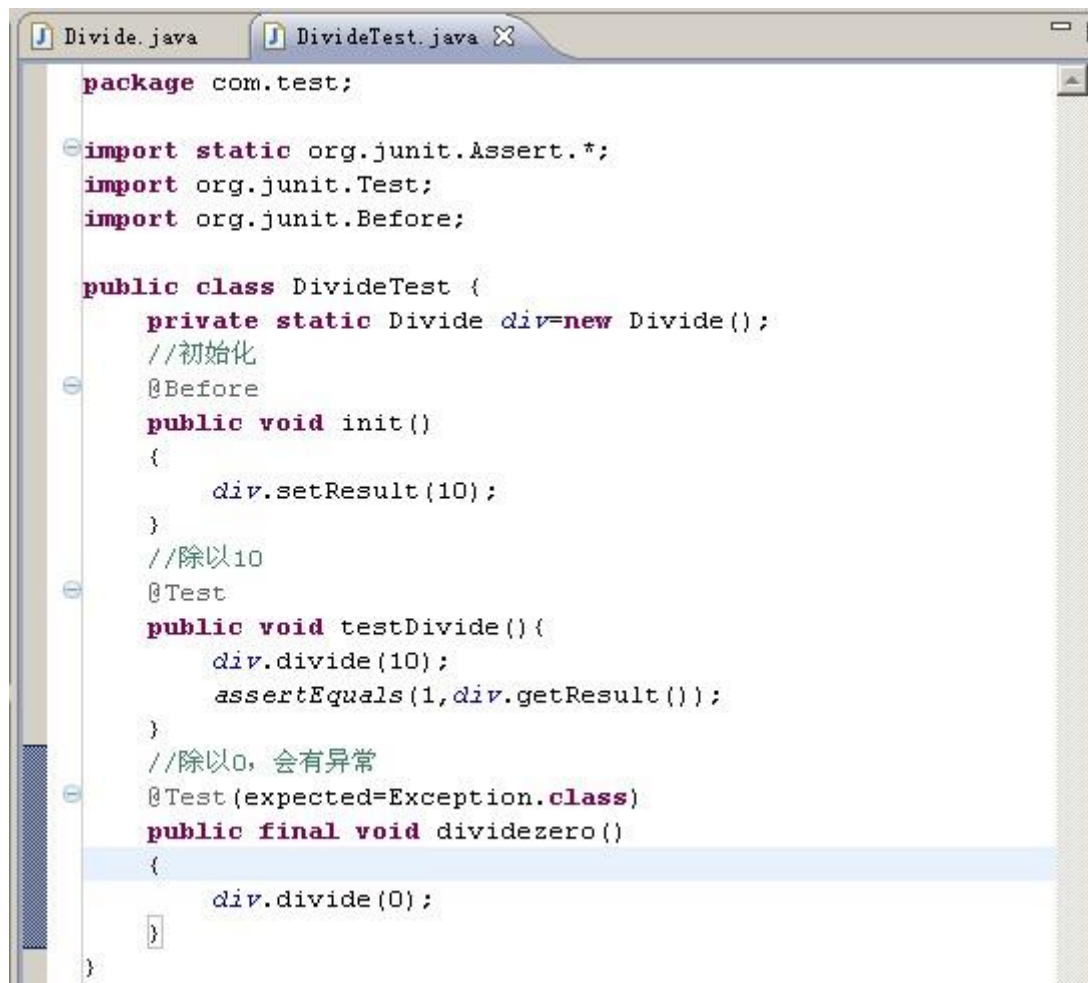 Divide.java DivideTest.java
package com.test;
import static org.junit.Assert.*;
import org.junit.Test;
import org.junit.Before;
public class DivideTest {
private static Divide div=new Divide();
//初始化
@Before
public void init()
{
div.setResult(10);
}
//除以10
@Test
public void testDivide(){
div.divide(10);
assertEquals(1,div.getResult());
}
//除以0，会有异常
@Test(expected=Exception.class)
public final void dividezero()
{
div.divide(0);
}
}